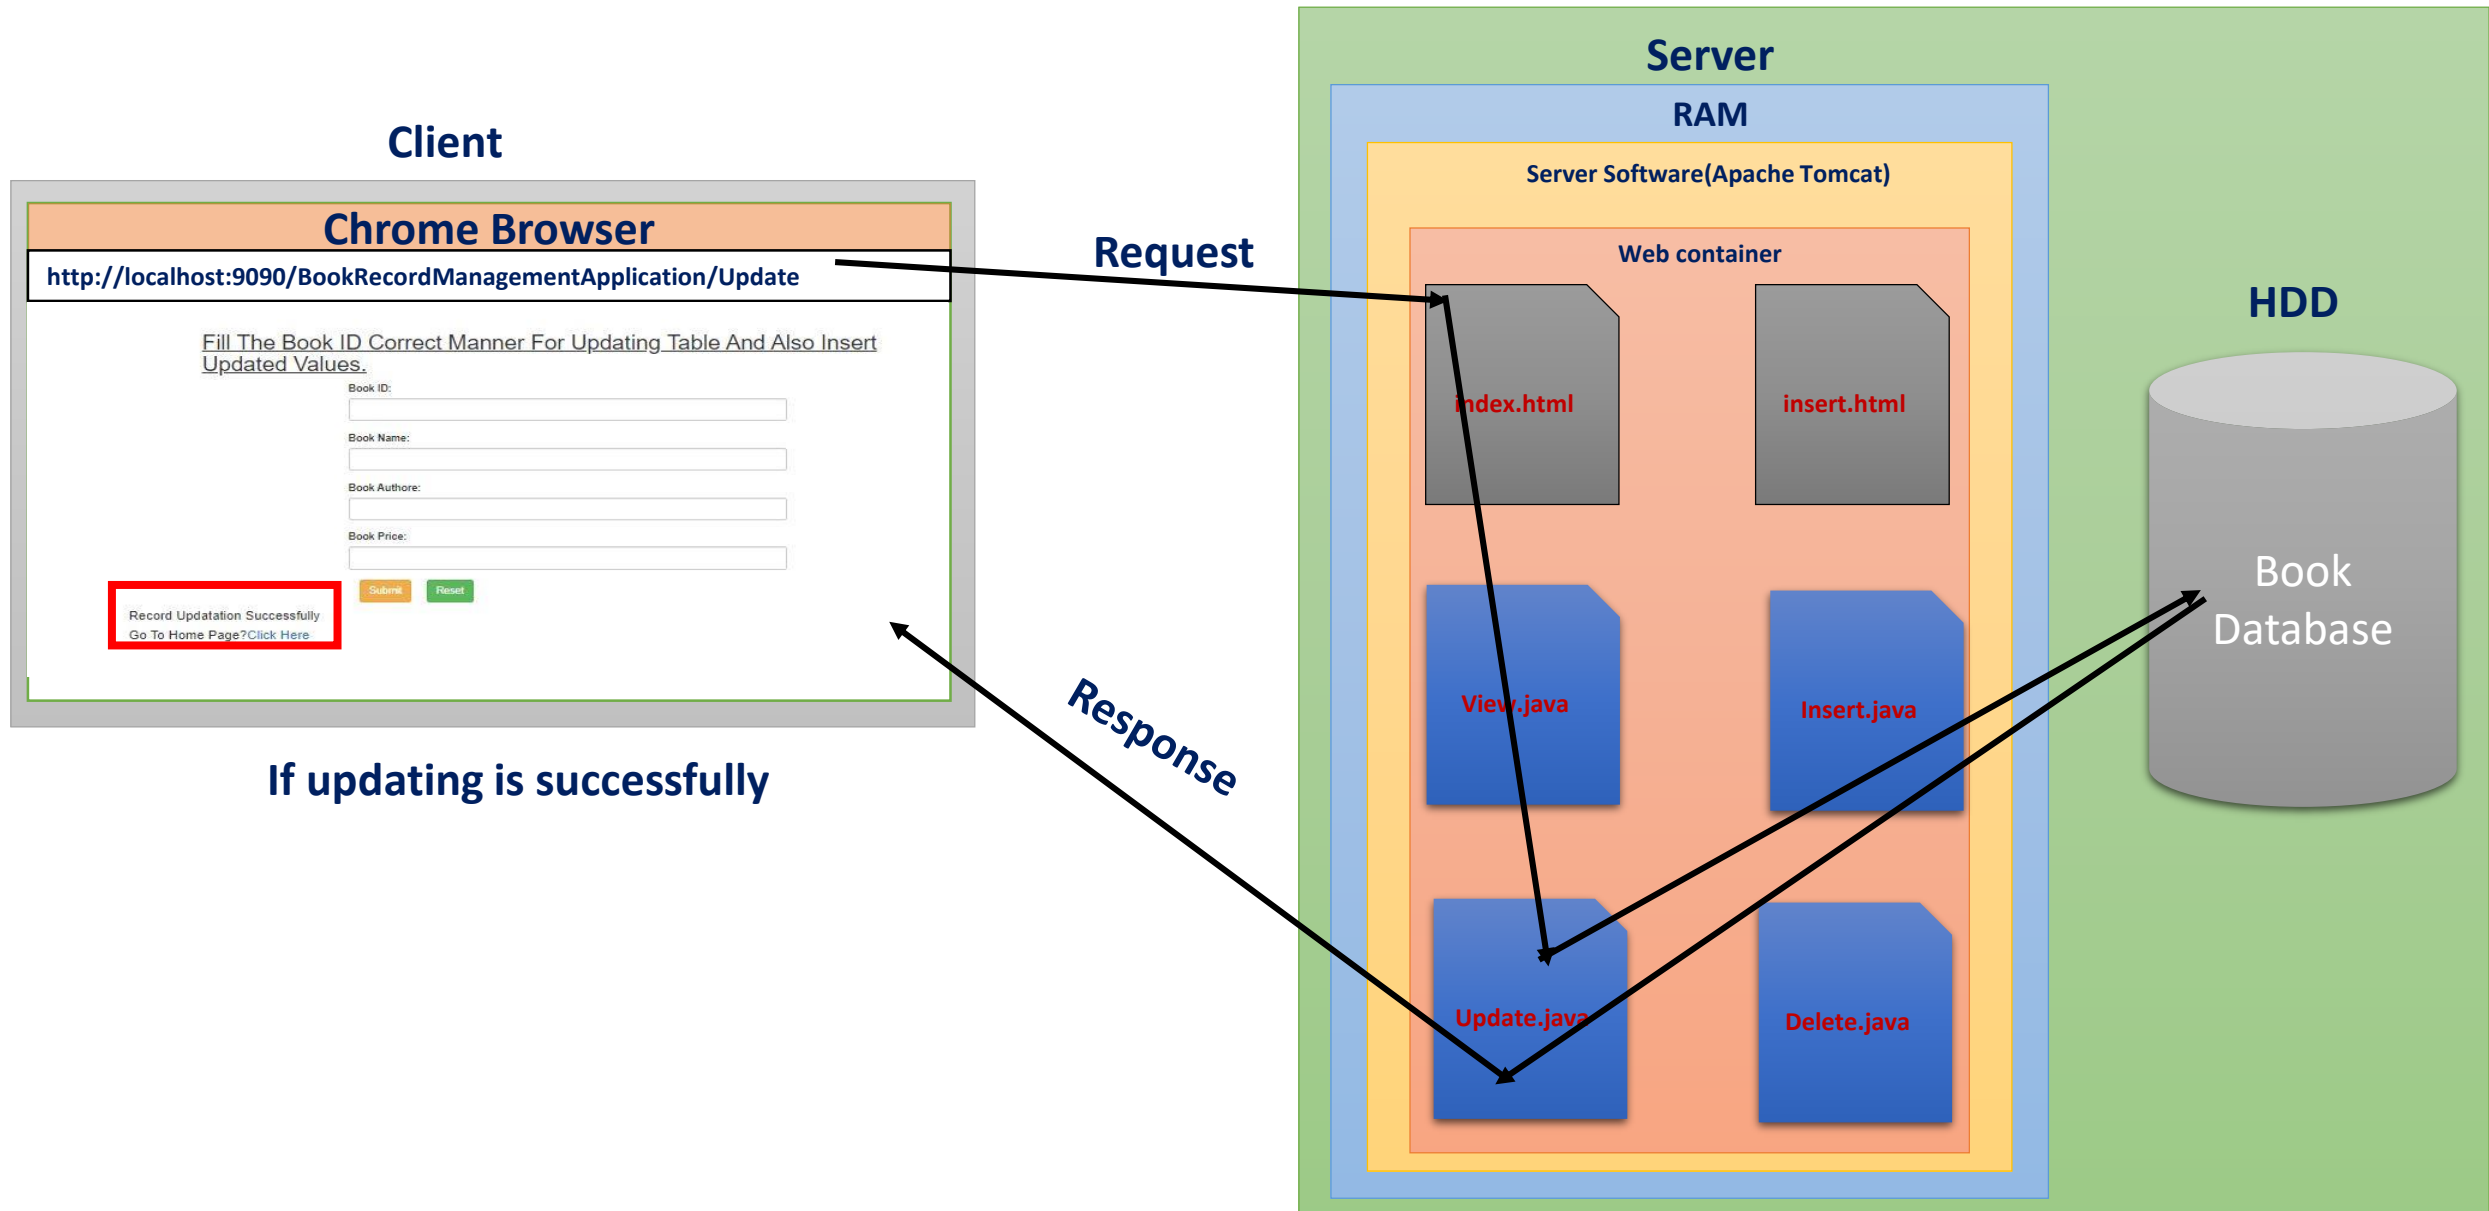 Client
Chrome Browser
http://localhost:9090/BookRecordManagementApplication/Update
Fill The Book ID Correct Manner For Updating Table And Also Insert
Updated Values.
Book ID:
Book Name:
Book Authore:
Book Price:
Submit Reset
Record Updatation Successfully
Go To Home Page?Click Here
If updating is successfully
Request
Response
Server
RAM
Server Software(Apache Tomcat)
Web container
index.html insert.html
View.java Insert.java
Update.java Delete.java
HDD
Book
Database